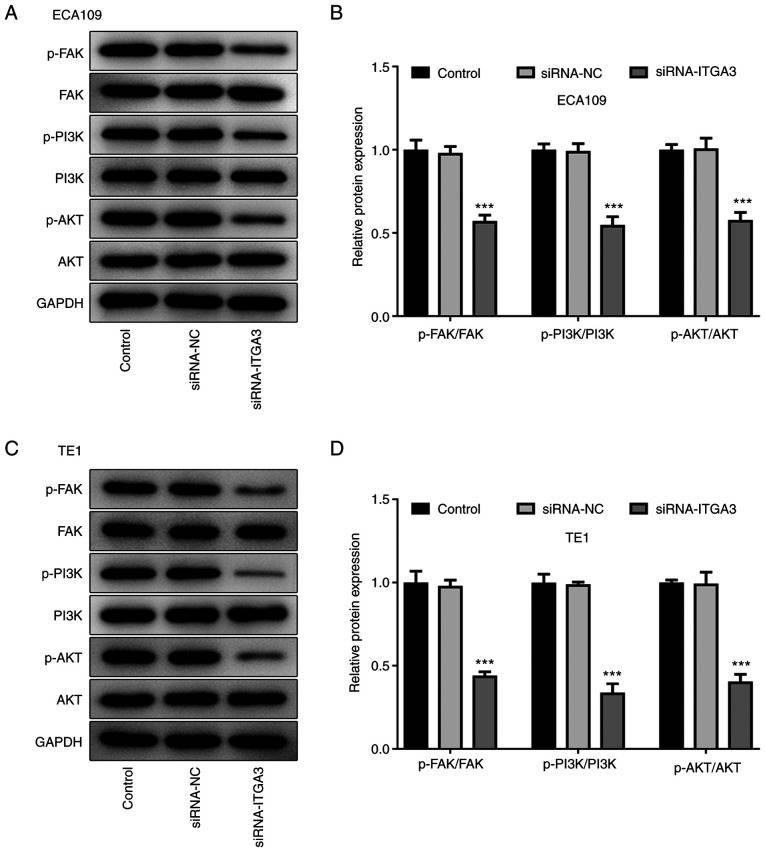 A
ECA109
p-FAK
FAK
p-PI3K
PI3K
p-AKT
AKT
GAPDH
Control
siRNA-NC
siRNA-ITGA3
B
Relative protein expression
1.5
1.0
0.5
0.0
Control
siRNA-NC
siRNA-ITGA3
ECA109
***
***
***
p-FAK/FAK
p-PI3K/PI3K
p-AKT/AKT
C
TE1
p-FAK
FAK
p-PI3K
PI3K
p-AKT
AKT
GAPDH
Control
siRNA-NC
siRNA-ITGA3
D
Relative protein expression
1.5
1.0
0.5
0.0
Control
siRNA-NC
siRNA-ITGA3
TE1
***
***
***
p-FAK/FAK
p-PI3K/PI3K
p-AKT/AKT